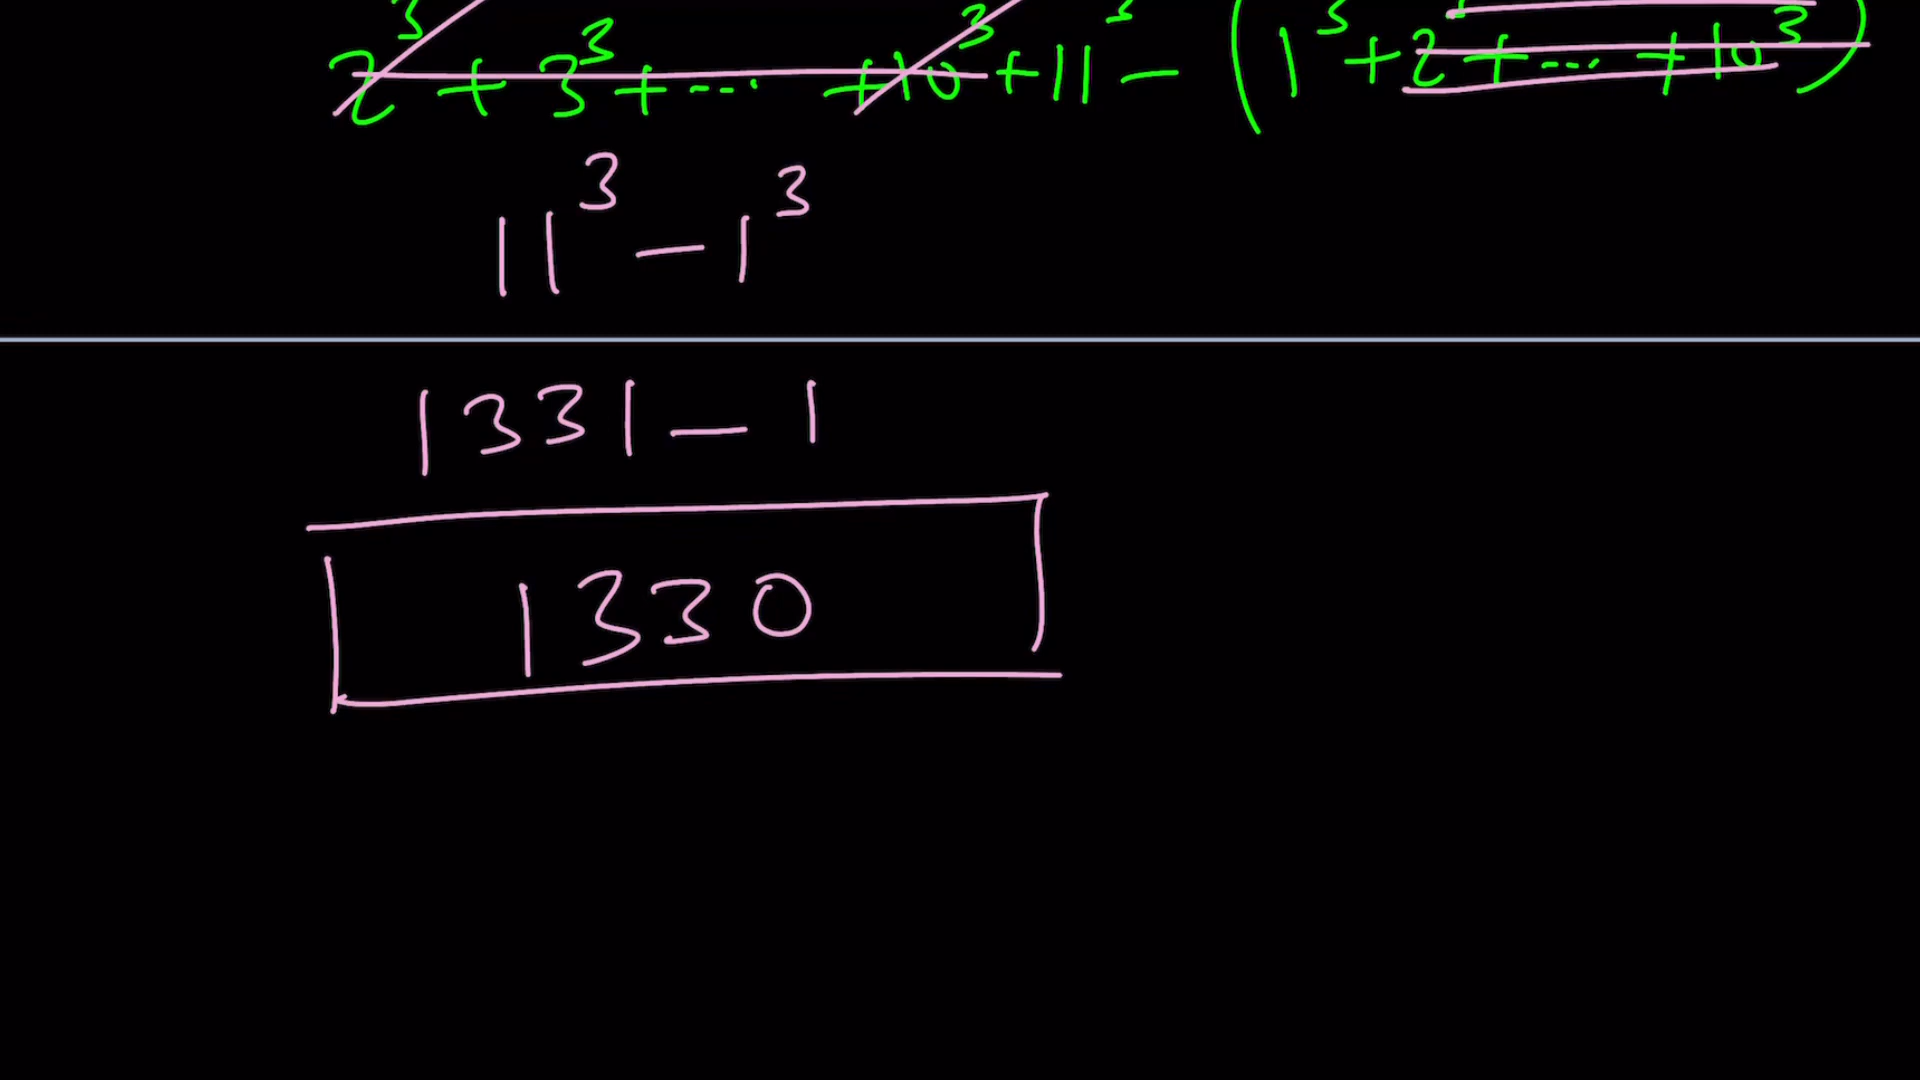 2³ + 3³ + ... + 10³ + 11³ - (1³ + 2³ + ... + 10³)
11³ - 1³
1331 - 1
1330